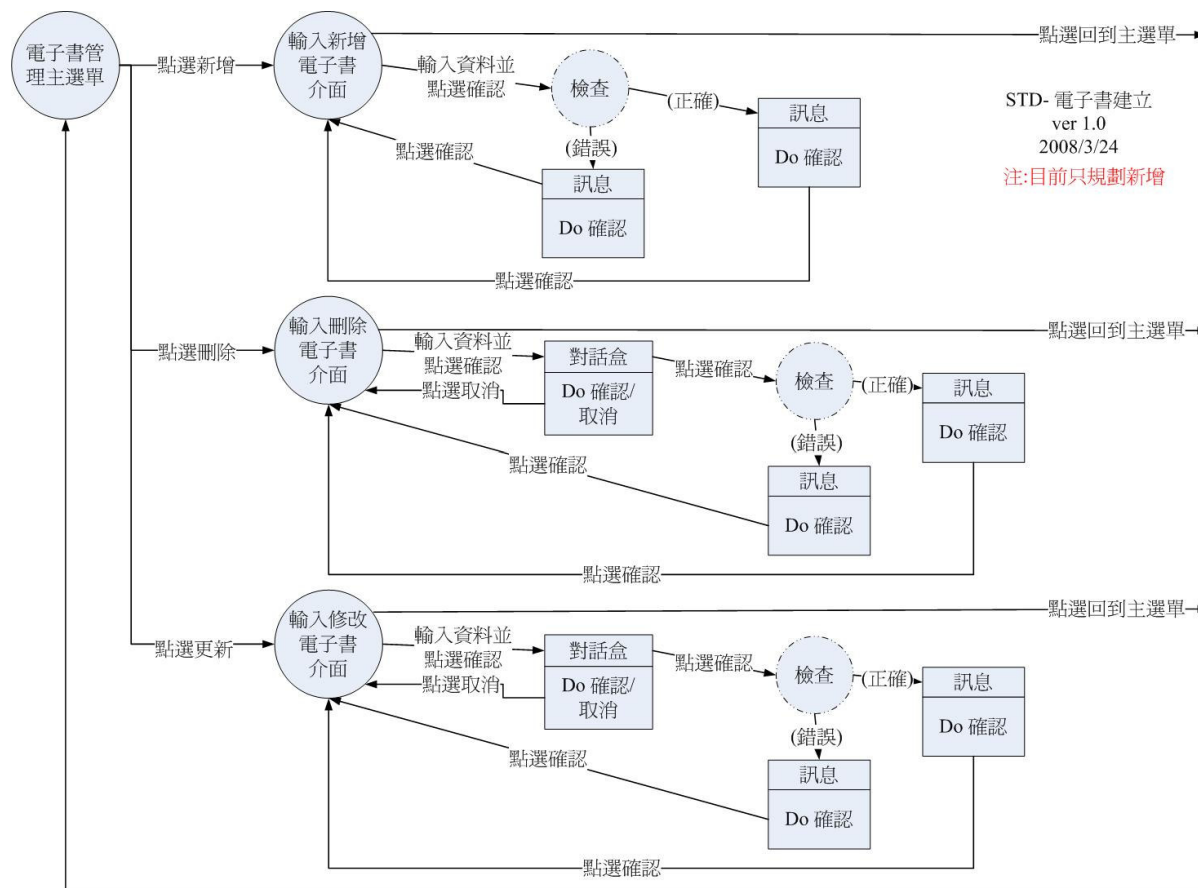 電子書管
理主選單
點選新增
輸入新增
電子書
介面
輸入資料並
點選確認
檢查
(正確)
(錯誤)
訊息
Do 確認
點選確認
訊息
Do 確認
點選確認
點選回到主選單
STD- 電子書建立
ver 1.0
2008/3/24
注:目前只規劃新增
點選刪除
輸入刪除
電子書
介面
輸入資料並
點選確認
點選取消
對話盒
Do 確認/
取消
點選確認
檢查
(正確)
(錯誤)
訊息
Do 確認
點選確認
訊息
Do 確認
點選確認
點選回到主選單
點選更新
輸入修改
電子書
介面
輸入資料並
點選確認
點選取消
對話盒
Do 確認/
取消
點選確認
檢查
(正確)
(錯誤)
訊息
Do 確認
點選確認
訊息
Do 確認
點選確認
點選回到主選單